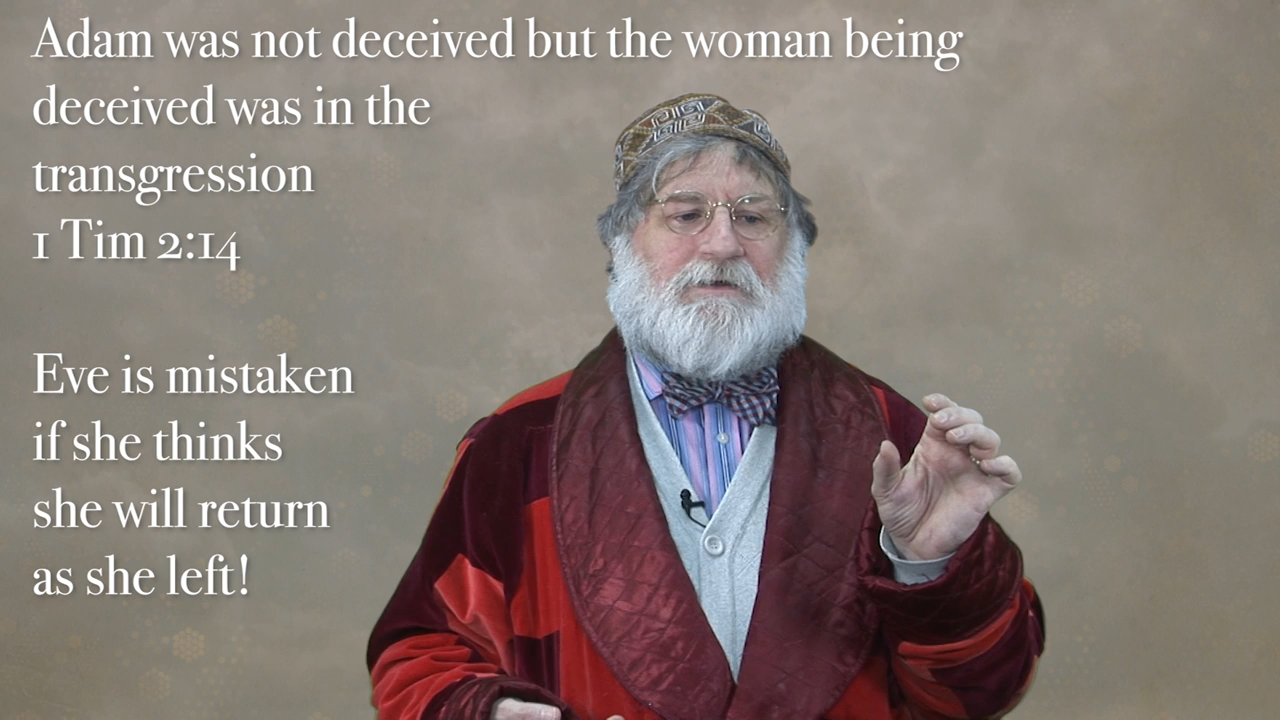 Adam was not deceived but the woman being
deceived was in the
transgression
1 Tim 2:14
Eve is mistaken
if she thinks
she will return
as she left!